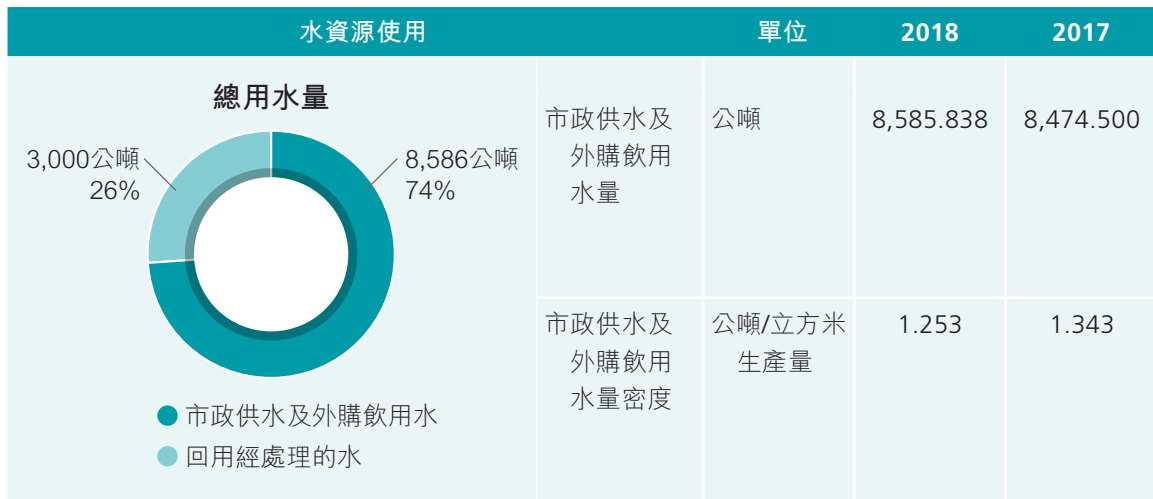 水資源使用 單位 2018 2017
總用水量
3,000公噸
26%
8,586公噸
74%
市政供水及外購飲用水
回用經處理的水
市政供水及 公噸 8,585.838 8,474.500
外購飲用
水量
市政供水及 公噸/立方米 1.253 1.343
外購飲用 生產量
水量密度